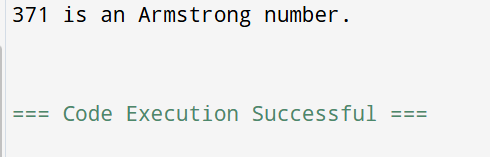 371 is an Armstrong number.
=== Code Execution Successful ===